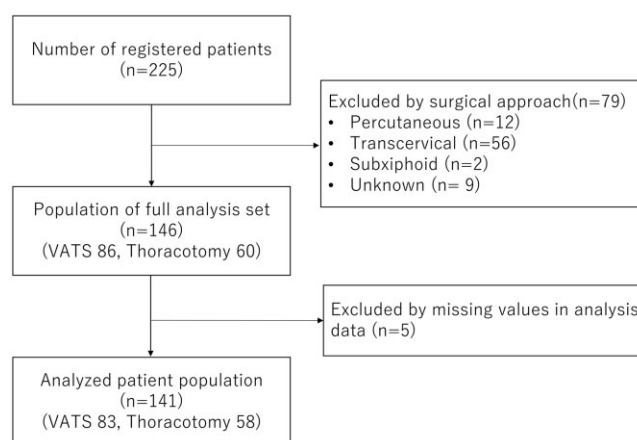 Number of registered patients
(n=225)
Excluded by surgical approach(n=79)
• Percutaneous (n=12)
• Transcervical (n=56)
• Subxiphoid (n=2)
• Unknown (n= 9)
Population of full analysis set
(n=146)
(VATS 86, Thoracotomy 60)
Excluded by missing values in analysis
data (n=5)
Analyzed patient population
(n=141)
(VATS 83, Thoracotomy 58)